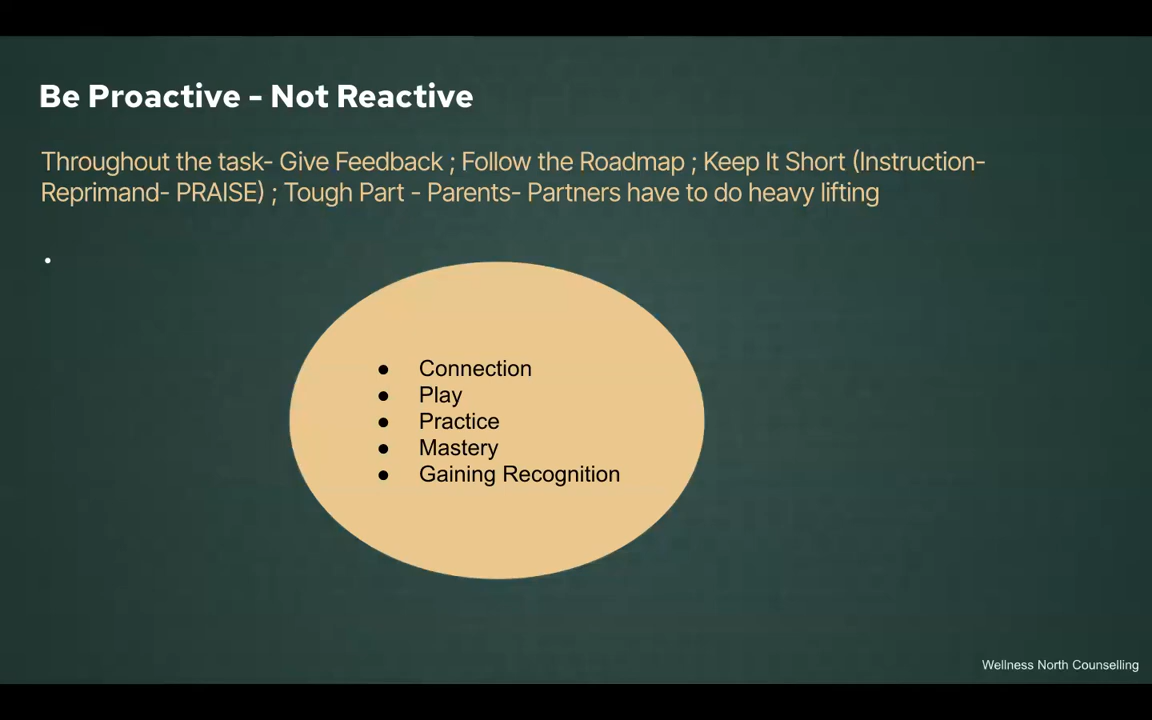 Be Proactive - Not Reactive
Throughout the task- Give Feedback ; Follow the Roadmap ; Keep It Short (Instruction-
Reprimand- PRAISE) ; Tough Part - Parents- Partners have to do heavy lifting
•
● Connection
● Play
● Practice
● Mastery
● Gaining Recognition
Wellness North Counselling